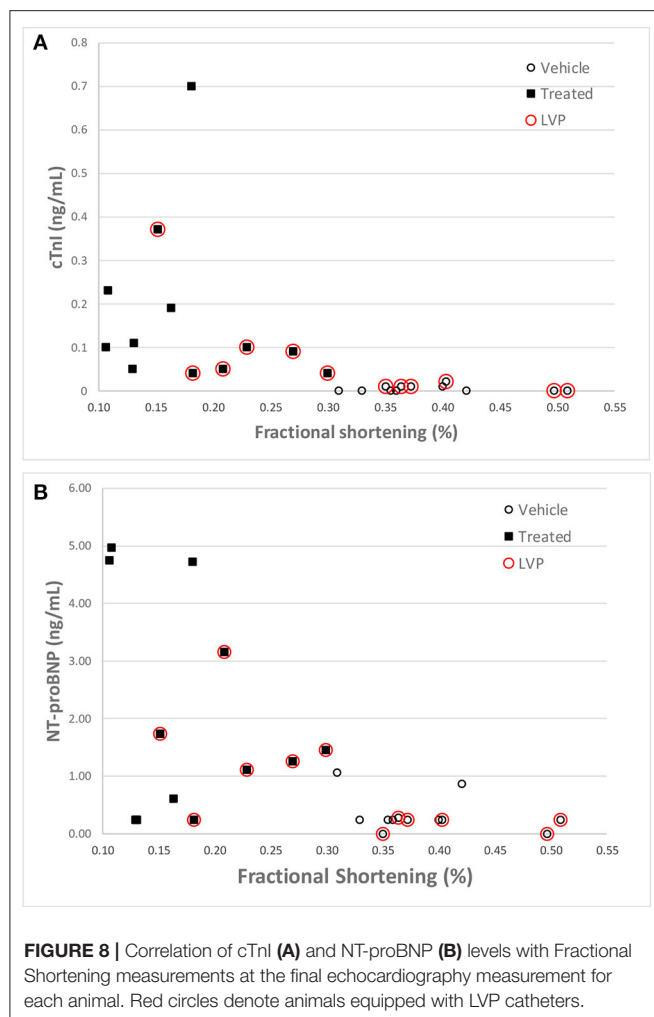 A
0.8
0.7
0.6
0.5
0.4
0.3
0.2
0.1
0
cTnI (ng/mL)
Vehicle
Treated
LVP
0.10 0.15 0.20 0.25 0.30 0.35 0.40 0.45 0.50 0.55
Fractional shortening (%)
B
6.00
5.00
4.00
3.00
2.00
1.00
0.00
NT-proBNP (ng/mL)
Vehicle
Treated
LVP
0.10 0.15 0.20 0.25 0.30 0.35 0.40 0.45 0.50 0.55
Fractional Shortening (%)
FIGURE 8 | Correlation of cTnI (A) and NT-proBNP (B) levels with Fractional
Shortening measurements at the final echocardiography measurement for
each animal. Red circles denote animals equipped with LVP catheters.